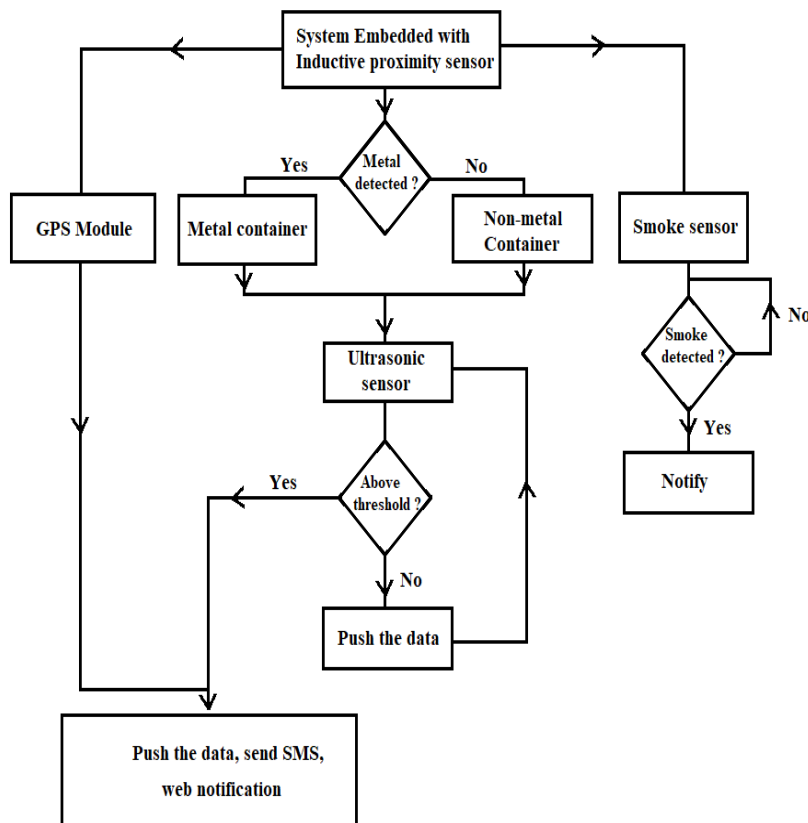 System Embedded with
Inductive proximity sensor
Yes
Metal
detected ?
No
GPS Module
Metal container
Non-metal
Container
Smoke sensor
No
Smoke
detected ?
Yes
Notify
Ultrasonic
sensor
Yes
Above
threshold ?
No
Push the data
Push the data, send SMS,
web notification